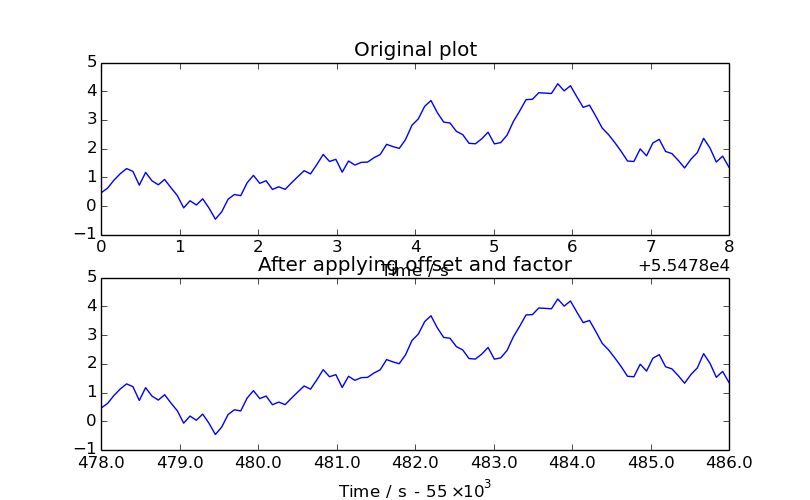 Original plot
5
4
3
2
1
0
−1
0 1 2 3 4 5 6 7 8
Time / s
+5.5478e4
After applying offset and factor
5
4
3
2
1
0
−1
478.0 479.0 480.0 481.0 482.0 483.0 484.0 485.0 486.0
Time / s - 55 ×10³